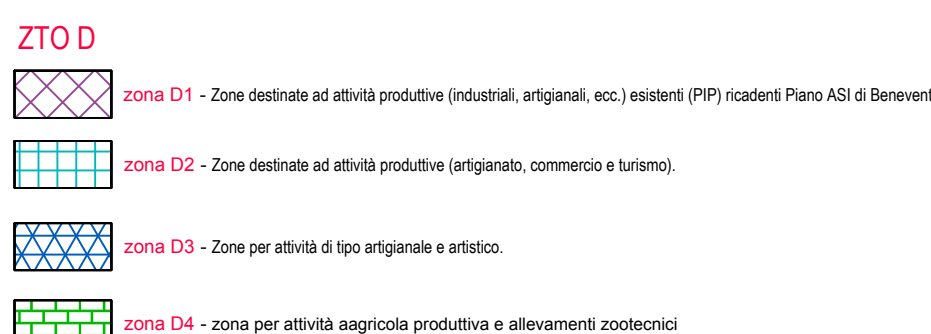 ZTO D
zona D1 - Zone destinate ad attività produttive (industriali, artigianali, ecc.) esistenti (PIP) ricadenti Piano ASI di Benevent
zona D2 - Zone destinate ad attività produttive (artigianato, commercio e turismo).
zona D3 - Zone per attività di tipo artigianale e artistico.
zona D4 - zona per attività aagricola produttiva e allevamenti zootecnici